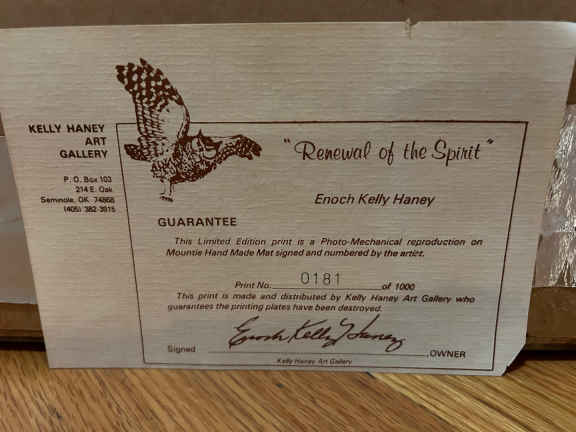 KELLY HANEY
ART
GALLERY
P. O. Box 103
214 E. Oak
Seminole, OK 74868
(405) 382-3915
"Renewal of the Spirit"
Enoch Kelly Haney
GUARANTEE
This Limited Edition print is a Photo-Mechanical reproduction on
Mountie Hand Made Mat signed and numbered by the artist.
Print No. 0181 of 1000
This print is made and distributed by Kelly Haney Art Gallery who
guarantees the printing plates have been destroyed.
Signed Enoch Kelly Haney, OWNER
Kelly Haney Art Gallery